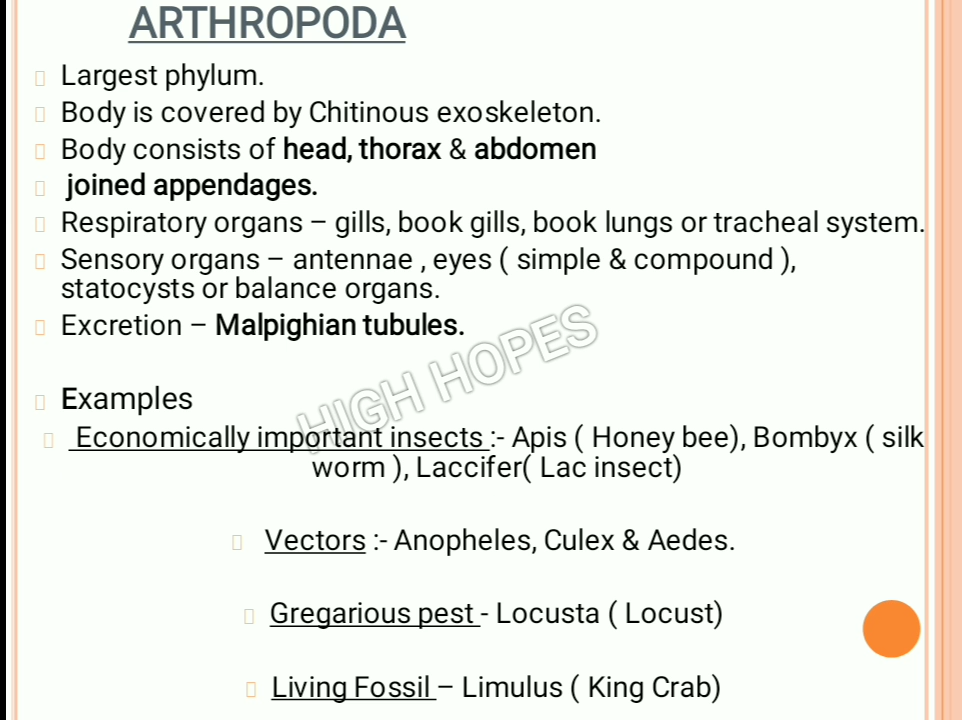 ARTHROPODA
Largest phylum.
Body is covered by Chitinous exoskeleton.
Body consists of head, thorax & abdomen
joined appendages.
Respiratory organs – gills, book gills, book lungs or tracheal system.
Sensory organs – antennae , eyes ( simple & compound ),
statocysts or balance organs.
Excretion – Malpighian tubules.
HIGH HOPES
Examples
Economically important insects :- Apis ( Honey bee), Bombyx ( silk
worm ), Laccifer( Lac insect)
Vectors :- Anopheles, Culex & Aedes.
Gregarious pest - Locusta ( Locust)
Living Fossil – Limulus ( King Crab)